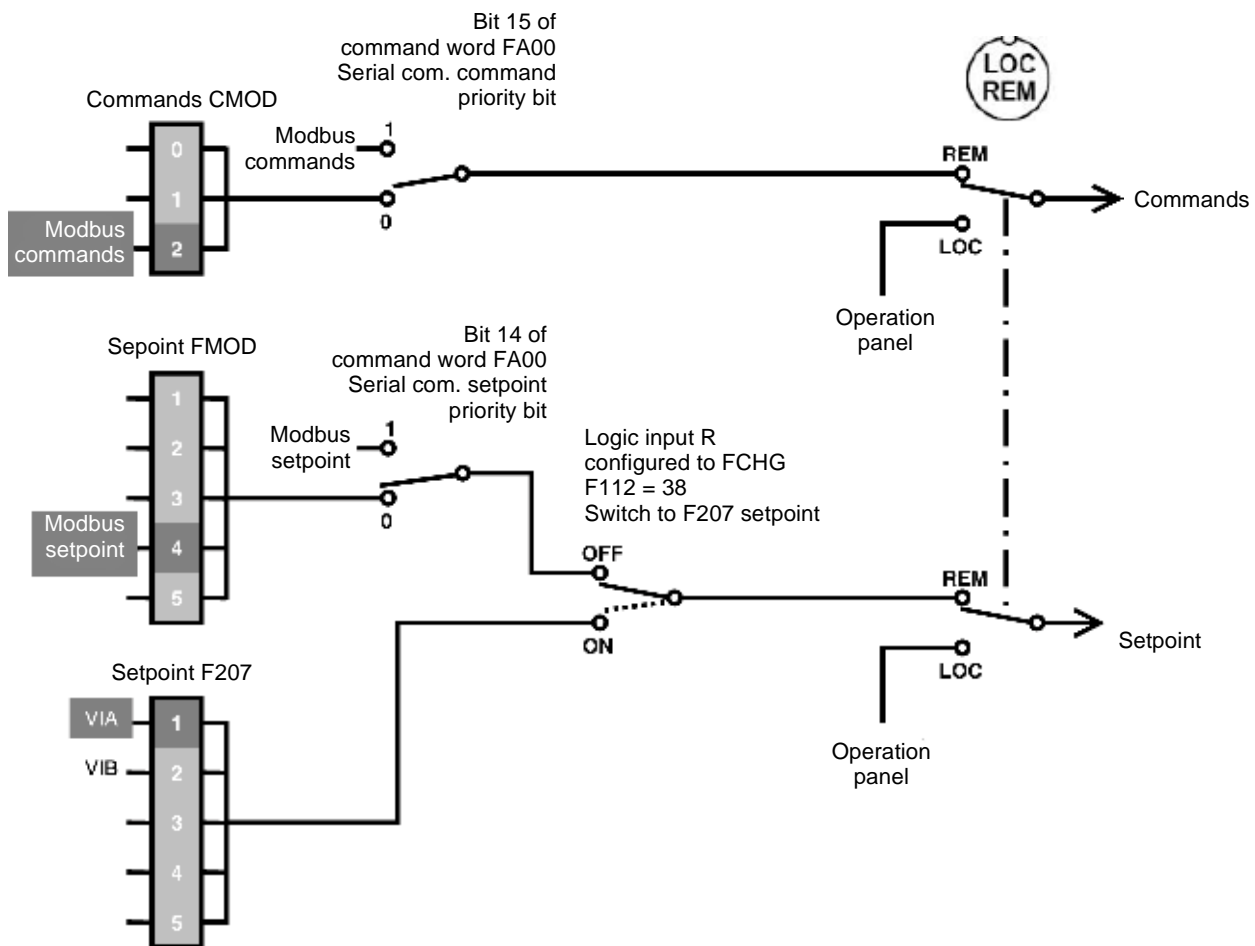 Bit 15 of
command word FA00
Serial com. command
priority bit
LOC
REM
Commands CMOD
0
1
2
Modbus
commands
Modbus
commands
1
0
REM
LOC
Commands
Operation
panel
Sepoint FMOD
1
2
3
4
5
Modbus
setpoint
Bit 14 of
command word FA00
Serial com. setpoint
priority bit
Modbus
setpoint
1
0
Logic input R
configured to FCHG
F112 = 38
Switch to F207 setpoint
OFF
ON
REM
LOC
Setpoint
Operation
panel
Setpoint F207
VIA
VIB
1
2
3
4
5